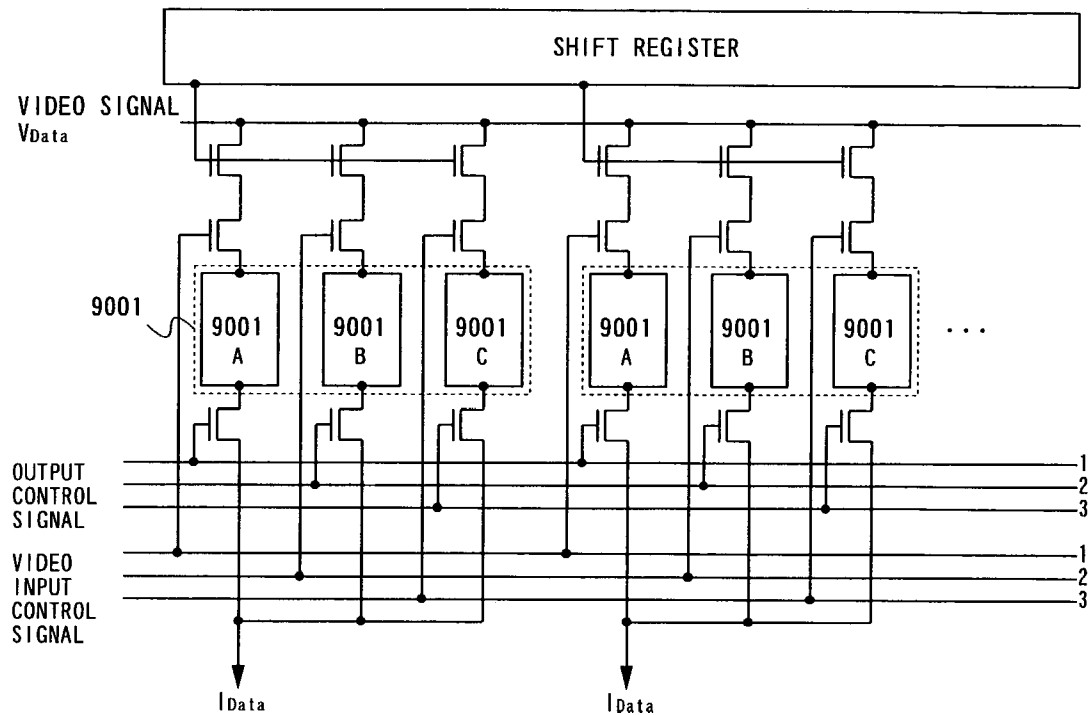 SHIFT REGISTER
VIDEO SIGNAL
VData
9001
9001
A
9001
B
9001
C
9001
A
9001
B
9001
C
...
OUTPUT
CONTROL
SIGNAL
1
2
3
VIDEO
INPUT
CONTROL
SIGNAL
1
2
3
IData
IData